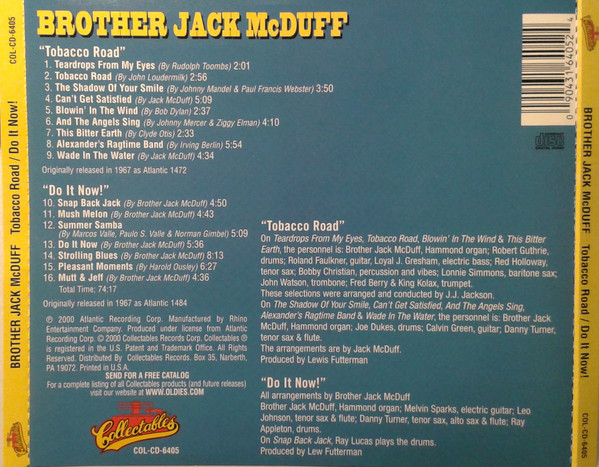 COL-CD-6405
BROTHER JACK McDUFF Tobacco Road / Do It Now!
BROTHER JACK McDUFF
"Tobacco Road"
1. Teardrops From My Eyes (By Rudolph Toombs) 2:01
2. Tobacco Road (By John Loudermilk) 2:56
3. The Shadow Of Your Smile (By Johnny Mandel & Paul Francis Webster) 3:50
4. Can't Get Satisfied (By Jack McDuff) 5:09
5. Blowin' In The Wind (By Bob Dylan) 2:37
6. And The Angels Sing (By Johnny Mercer & Ziggy Elman) 4:10
7. This Bitter Earth (By Clyde Otis) 2:33
8. Alexander's Ragtime Band (By Irving Berlin) 5:54
9. Wade In The Water (By Jack McDuff) 4:34
Originally released in 1967 as Atlantic 1472
"Do It Now!"
10. Snap Back Jack (By Brother Jack McDuff) 4:50
11. Mush Melon (By Brother Jack McDuff) 4:43
12. Summer Samba
(By Marcos Valle, Paulo S. Valle & Norman Gimbel) 5:09
13. Do It Now (By Brother Jack McDuff) 5:36
14. Strolling Blues (By Brother Jack McDuff) 8:13
15. Pleasant Moments (By Harold Ousley) 6:27
16. Mutt & Jeff (By Brother Jack McDuff) 4:30
Total Time: 74:17
Originally released in 1967 as Atlantic 1484
℗ 2000 Atlantic Recording Corp. Manufactured by Rhino
Entertainment Company. Produced under license from Atlantic
Recording Corp. © 2000 Collectables Records Corp. Collectables ®
is registered in the U.S. Patent and Trademark Office. All Rights
Reserved. Distributed By Collectables Records. Box 35, Narberth,
PA 19072. Printed in U.S.A.
SEND FOR A FREE CATALOG
For a complete listing of all Collectables products (and future releases)
visit our website at WWW.OLDIES.COM
Collectables
COL-CD-6405
0 90431 64052 4
COMPACT disc DIGITAL AUDIO
"Tobacco Road"
On Teardrops From My Eyes, Tobacco Road, Blowin' In The Wind & This Bitter
Earth, the personnel is: Brother Jack McDuff, Hammond organ; Robert Guthrie,
drums; Roland Faulkner, guitar, Loyal J. Gresham, electric bass; Red Holloway,
tenor sax; Bobby Christian, percussion and vibes; Lonnie Simmons, baritone sax;
John Watson, trombone; Fred Berry & King Kolax, trumpet.
These selections were arranged and conducted by J.J. Jackson.
On The Shadow Of Your Smile, Can't Get Satisfied, And The Angels Sing,
Alexander's Ragtime Band & Wade In The Water, the personnel is: Brother Jack
McDuff, Hammond organ; Joe Dukes, drums; Calvin Green, guitar; Danny Turner,
tenor sax & flute.
The arrangements are by Jack McDuff.
Produced by Lewis Futterman
"Do It Now!"
All arrangements by Brother Jack McDuff
Brother Jack McDuff, Hammond organ; Melvin Sparks, electric guitar; Leo
Johnson, tenor sax & flute; Danny Turner, tenor sax, alto sax & flute; Ray
Appleton, drums.
On Snap Back Jack, Ray Lucas plays the drums.
Produced by Lew Futterman
BROTHER JACK McDUFF Tobacco Road / Do It Now!
COL-CD-6405